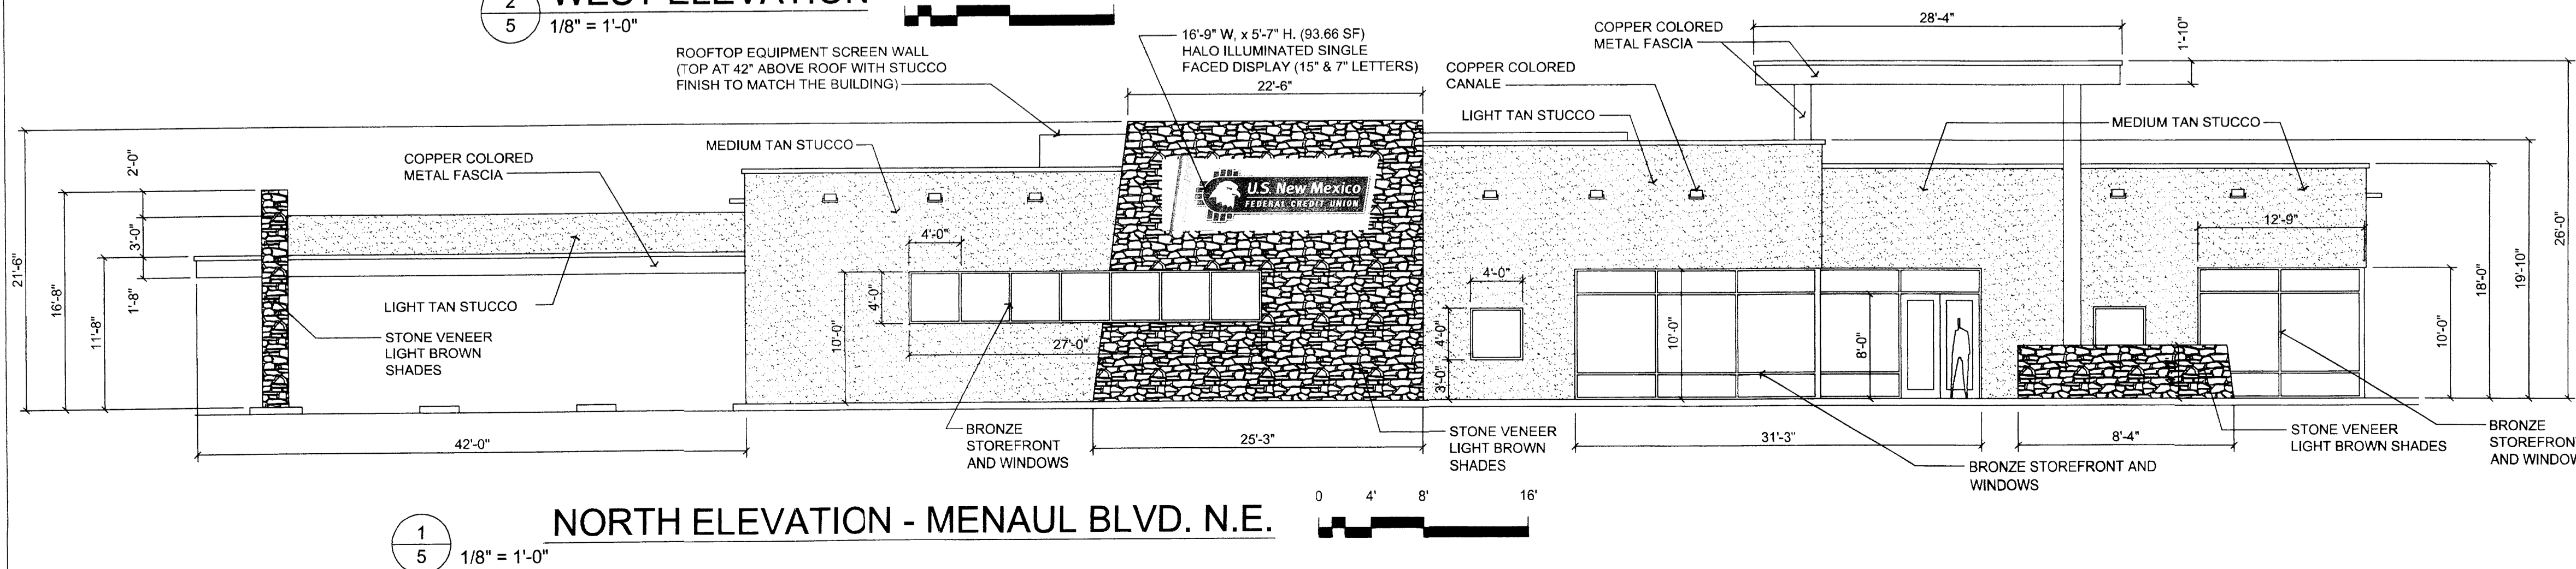 2
5
WEST ELEVATION
1/8" = 1'-0"
ROOFTOP EQUIPMENT SCREEN WALL
(TOP AT 42" ABOVE ROOF WITH STUCCO
FINISH TO MATCH THE BUILDING)
16'-9" W, x 5'-7" H. (93.66 SF)
HALO ILLUMINATED SINGLE
FACED DISPLAY (15" & 7" LETTERS)
22'-6"
COPPER COLORED
CANALE
LIGHT TAN STUCCO
COPPER COLORED
METAL FASCIA
28'-4"
1'-10"
MEDIUM TAN STUCCO
26'-0"
21'-6"
16'-8"
11'-8"
2'-0"
3'-0"
1'-8"
COPPER COLORED
METAL FASCIA
MEDIUM TAN STUCCO
U.S. New Mexico
FEDERAL CREDIT UNION
LIGHT TAN STUCCO
STONE VENEER
LIGHT BROWN
SHADES
4'-0"
4'-0"
10'-0"
27'-0"
4'-0"
4'-0"
3'-0"
10'-0"
8'-0"
12'-9"
10'-0"
18'-0"
19'-10"
42'-0"
BRONZE
STOREFRONT
AND WINDOWS
25'-3"
STONE VENEER
LIGHT BROWN
SHADES
31'-3"
BRONZE STOREFRONT AND
WINDOWS
8'-4"
STONE VENEER
LIGHT BROWN SHADES
BRONZE
STOREFRON
AND WINDOW
1
5
NORTH ELEVATION - MENAUL BLVD. N.E.
1/8" = 1'-0"
0 4' 8' 16'